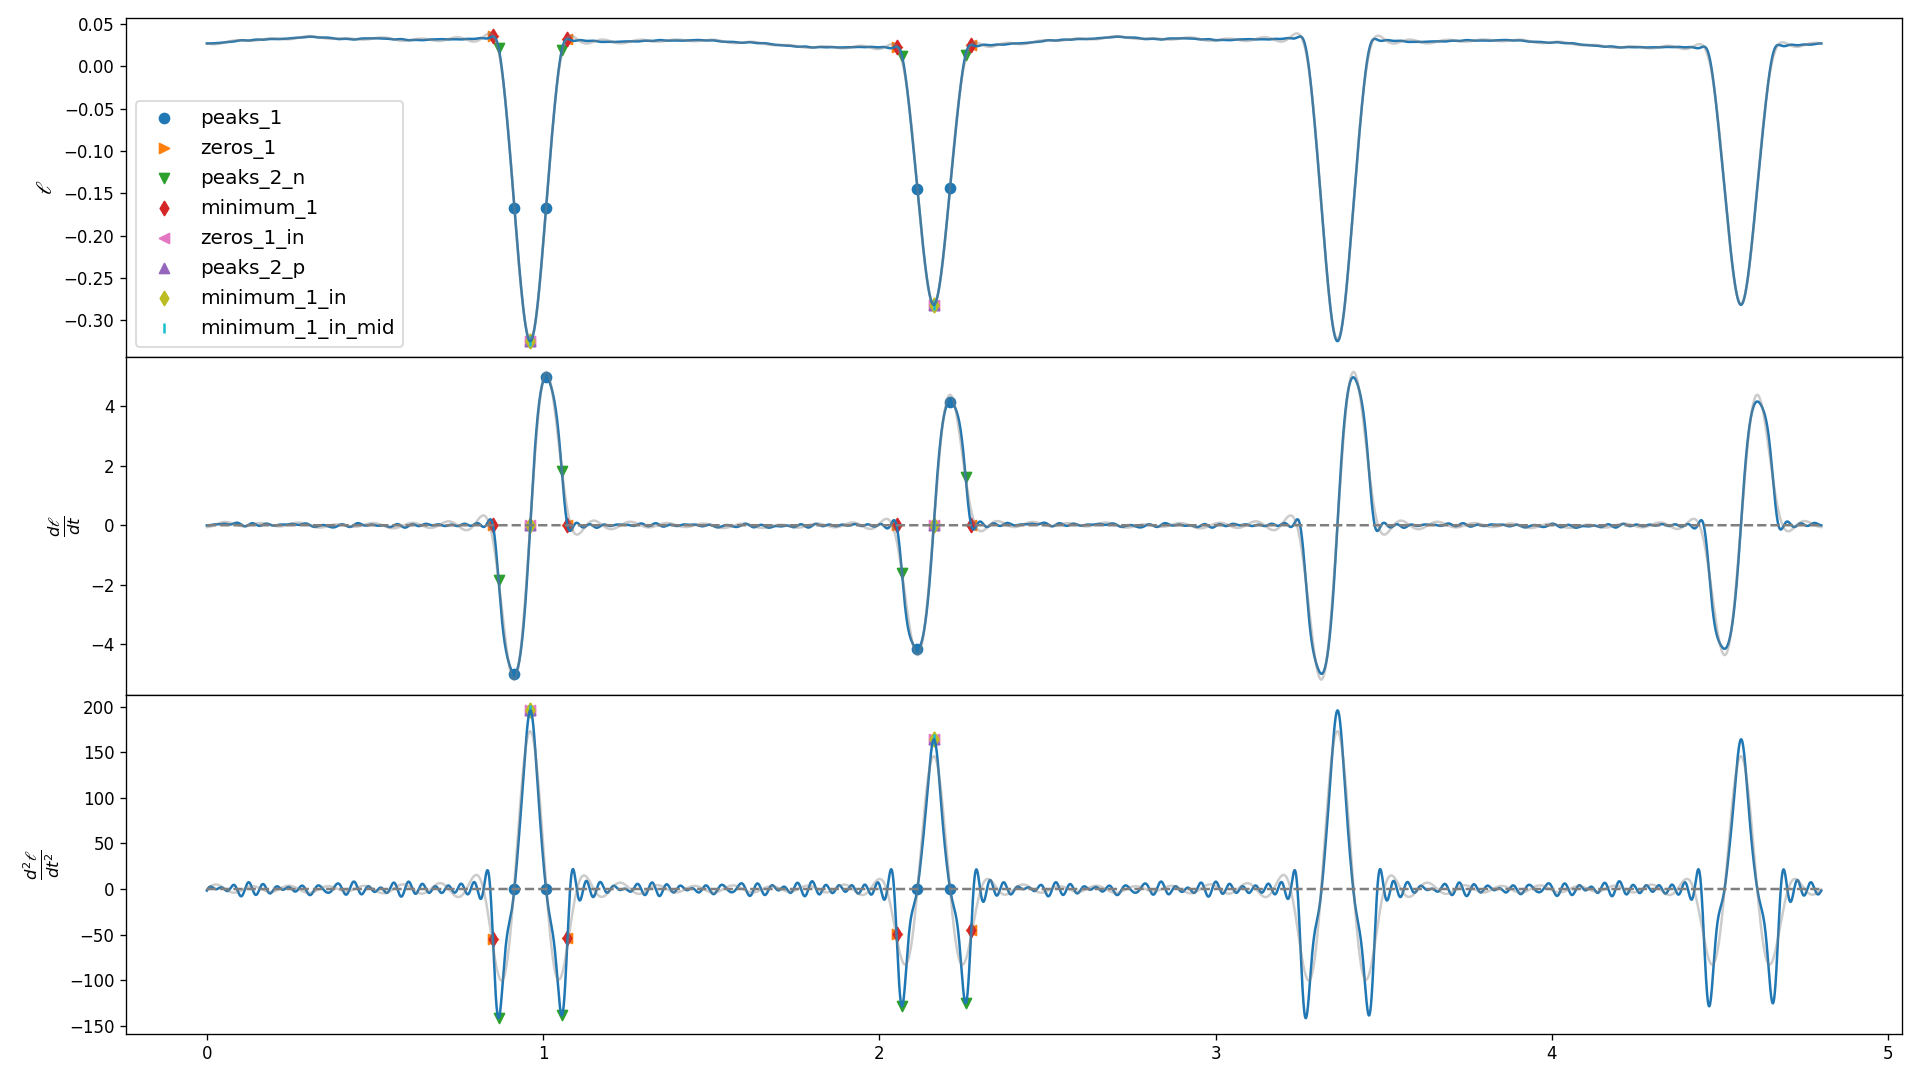 0.05
0.00
−0.05
−0.10
−0.15
−0.20
−0.25
−0.30
ℓ
peaks_1
zeros_1
peaks_2_n
minimum_1
zeros_1_in
peaks_2_p
minimum_1_in
minimum_1_in_mid
4
2
0
−2
−4
dℓ
dt
200
150
100
50
0
−50
−100
−150
d²ℓ
dt²
0 1 2 3 4 5